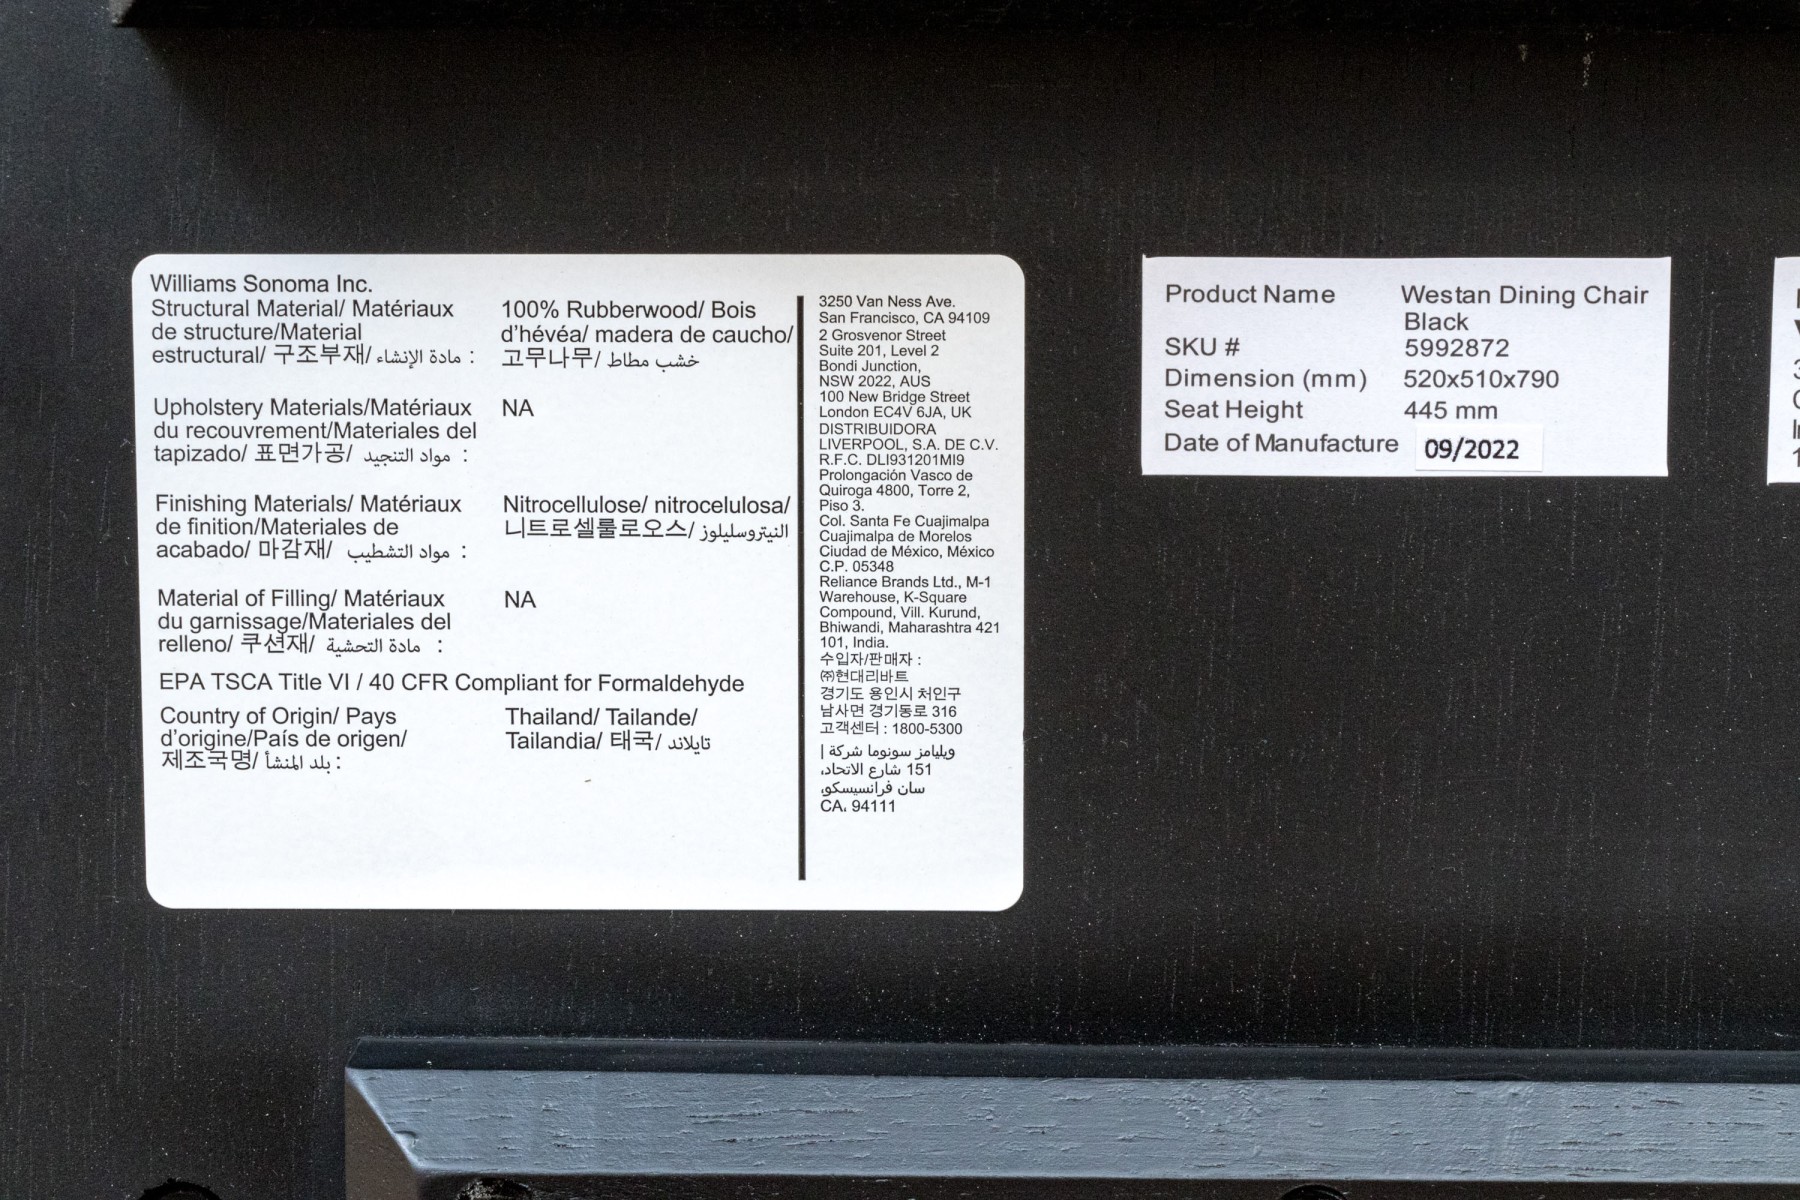 Williams Sonoma Inc.
Structural Material/ Matériaux
de structure/Material
estructural/ 구조부재/ مادة الإنشاء :
100% Rubberwood/ Bois
d'hévéa/ madera de caucho/
고무나무/ خشب مطاط
Upholstery Materials/Matériaux
du recouvrement/Materiales del
tapizado/ 표면가공/ مواد التنجيد :
NA
Finishing Materials/ Matériaux
de finition/Materiales de
acabado/ 마감재/ مواد التشطيب :
Nitrocellulose/ nitrocelulosa/
니트로셀룰로오스/ النيتروسليلوز
Material of Filling/ Matériaux
du garnissage/Materiales del
relleno/ 쿠션재/ مادة التحشية :
NA
EPA TSCA Title VI / 40 CFR Compliant for Formaldehyde
Country of Origin/ Pays
d'origine/País de origen/
제조국명/ بلد المنشأ :
Thailand/ Tailande/
Tailandia/ 태국/ تايلاند
3250 Van Ness Ave.
San Francisco, CA 94109
2 Grosvenor Street
Suite 201, Level 2
Bondi Junction,
NSW 2022, AUS
100 New Bridge Street
London EC4V 6JA, UK
DISTRIBUIDORA
LIVERPOOL, S.A. DE C.V.
R.F.C. DLI931201MI9
Prolongación Vasco de
Quiroga 4800, Torre 2,
Piso 3.
Col. Santa Fe Cuajimalpa
Cuajimalpa de Morelos
Ciudad de México, México
C.P. 05348
Reliance Brands Ltd., M-1
Warehouse, K-Square
Compound, Vill. Kurund,
Bhiwandi, Maharashtra 421
101, India.
수입자/판매자 :
㈜현대리바트
경기도 용인시 처인구
남사면 경기동로 316
고객센터 : 1800-5300
ويليامز سونوما شركة |
151 شارع الاتحاد،
سان فرانسيسكو،
CA، 94111
Product Name Westan Dining Chair
Black
SKU # 5992872
Dimension (mm) 520x510x790
Seat Height 445 mm
Date of Manufacture 09/2022